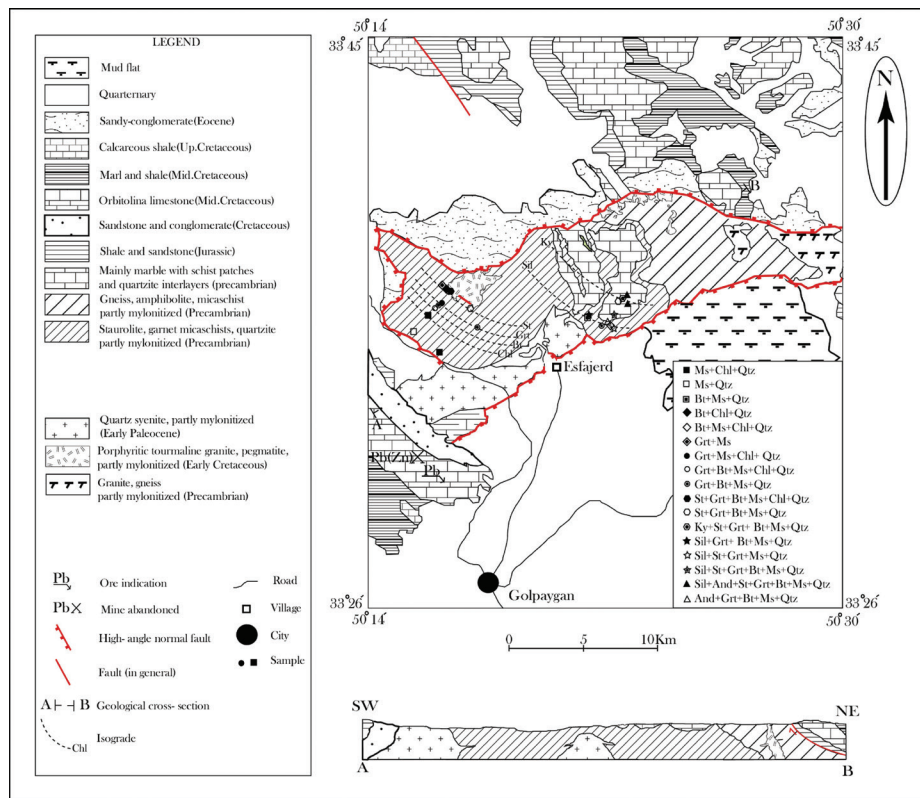 LEGEND
Mud flat
Quarternary
Sandy-conglomerate(Eocene)
Calcareous shale(Up.Cretaceous)
Marl and shale(Mid.Cretaceous)
Orbitolina limestone(Mid.Cretaccous)
Sandstone and conglomerate(Cretaceous)
Shale and sandstone(Jurassic)
Mainly marble with schist patches
and quartzite interlayers (precambrian)
Gneiss, amphibolite, micaschist
partly mylonitized (Precambrian)
Staurolite, garnet micaschists, quartzite
partly mylonitized (Precambrian)
Quartz syenite, partly mylonitized
(Early Paleocene)
Porphyritic tourmaline granite, pegmatite,
partly mylonitized (Early Cretaceous)
Granite, gneiss
partly mylonitized (Precambrian)
Pb Ore indication
Pb X Mine abandoned
High- angle normal fault
Fault (in general)
A B Geological cross- section
Chl Isograde
Road
Village
City
Sample
50° 14
33° 45
50° 30
33° 45
N
B
Ky
Sil
St
Grt
Bt
Chl
Esfajerd
A
Pb(Zn)
Pb
Golpaygan
Ms+Chl+Qtz
Ms+Qtz
Bt+Ms+Qtz
Bt+Chl+Qtz
Bt+Ms+Chl+Qtz
Grt+Ms
Grt+Ms+Chl+ Qtz
Grt+Bt+Ms+Chl+Qtz
Grt+Bt+Ms+Qtz
St+Grt+Bt+Ms+Chl+Qtz
St+Grt+Bt+Ms+Qtz
Ky+St+Grt+ Bt+Ms+Qtz
Sil+Grt+ Bt+Ms+Qtz
Sil+St+Grt+Ms+Qtz
Sil+St+Grt+Bt+Ms+Qtz
Sil+And+St+Grt+Bt+Ms+Qtz
And+Grt+Bt+Ms+Qtz
33° 26
50° 14
33° 26
50° 30
0 5 10Km
SW NE
A B